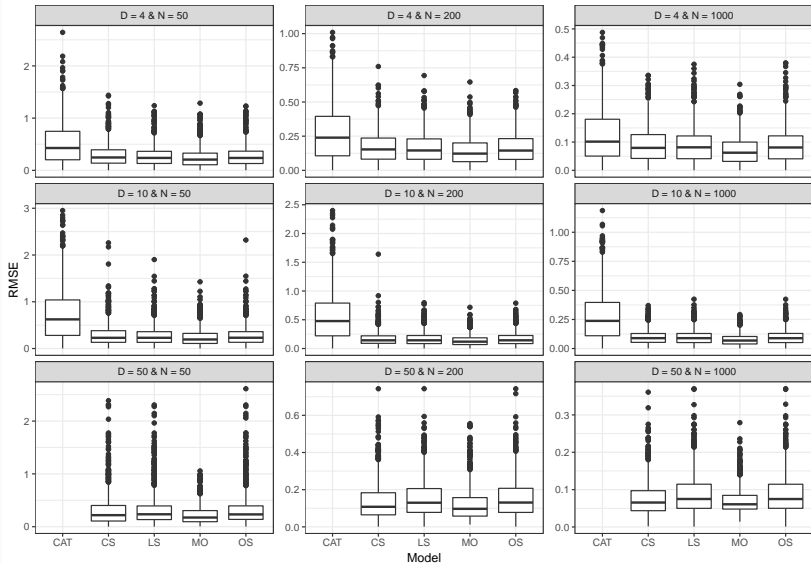 D = 4 & N = 50
D = 4 & N = 200
D = 4 & N = 1000
2
1
0
1.00
0.75
0.50
0.25
0.00
0.5
0.4
0.3
0.2
0.1
0.0
D = 10 & N = 50
D = 10 & N = 200
D = 10 & N = 1000
3
2
1
0
2.5
2.0
1.5
1.0
0.5
0.0
1.00
0.75
0.50
0.25
0.00
RMSE
D = 50 & N = 50
D = 50 & N = 200
D = 50 & N = 1000
2
1
0
0.6
0.4
0.2
0.0
0.3
0.2
0.1
0.0
CAT CS LS MO OS
CAT CS LS MO OS
CAT CS LS MO OS
Model